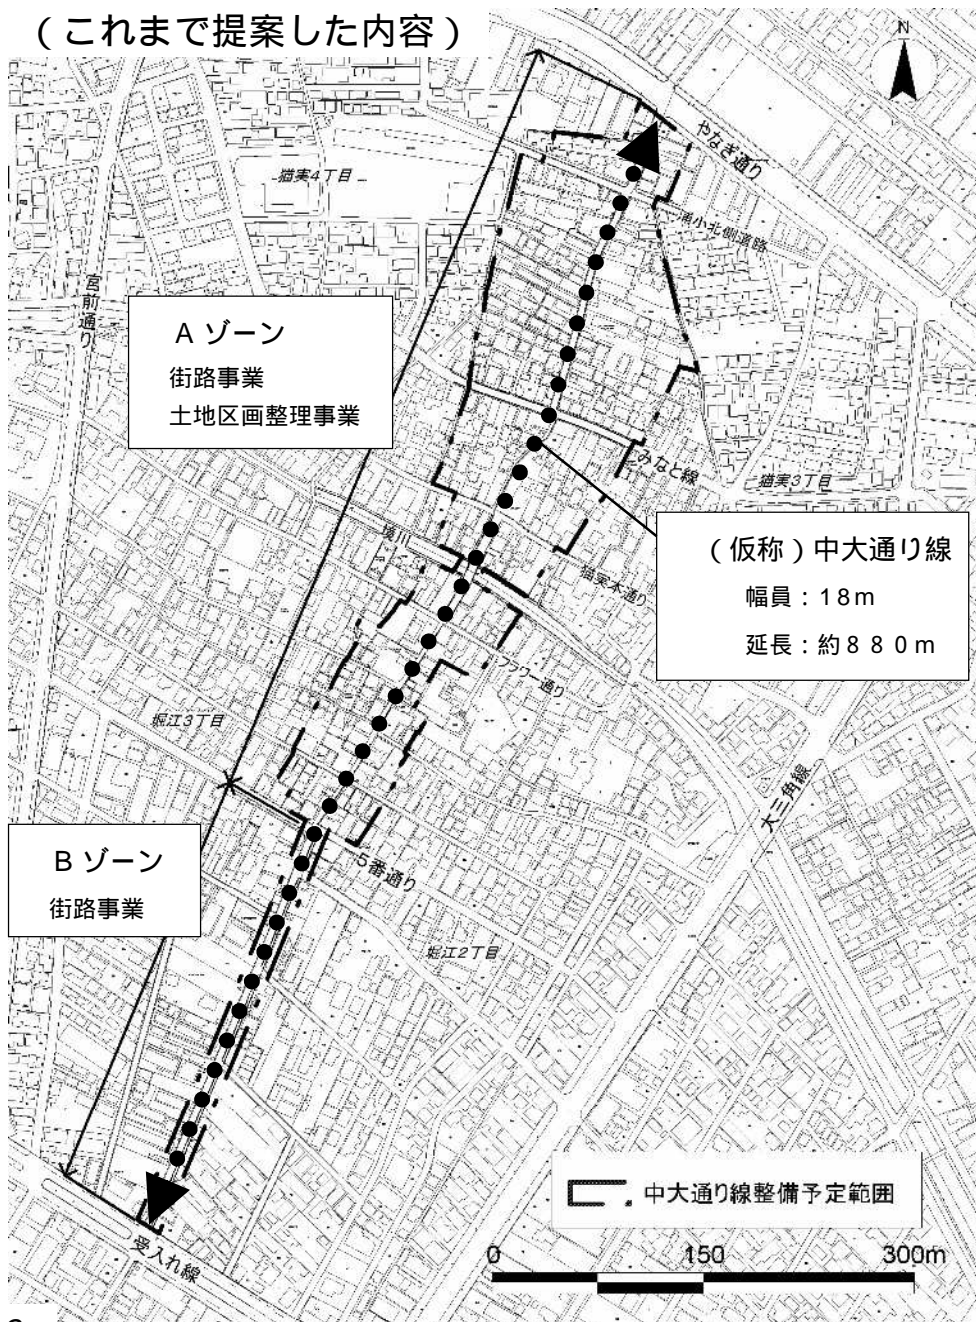 （これまで提案した内容）
N
やなぎ通り
猫実4丁目
浦小北側道路
宮前通り
A ゾーン
街路事業
土地区画整理事業
みなと線
猫実3丁目
（仮称）中大通り線
幅員：18m
延長：約８８０m
境川
猫実本通り
フラワー通り
堀江3丁目
大三角線
B ゾーン
街路事業
5番通り
堀江2丁目
中大通り線整備予定範囲
受入れ線
0 150 300m